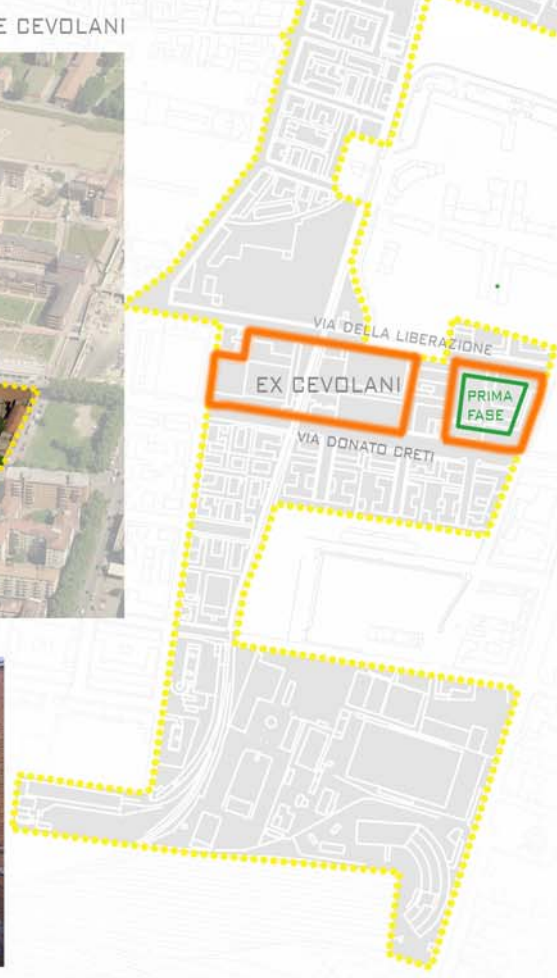 E CEVOLANI
VIA DELLA LIBERAZIONE
EX CEVOLANI
PRIMA
FASE
VIA DONATO CRETI